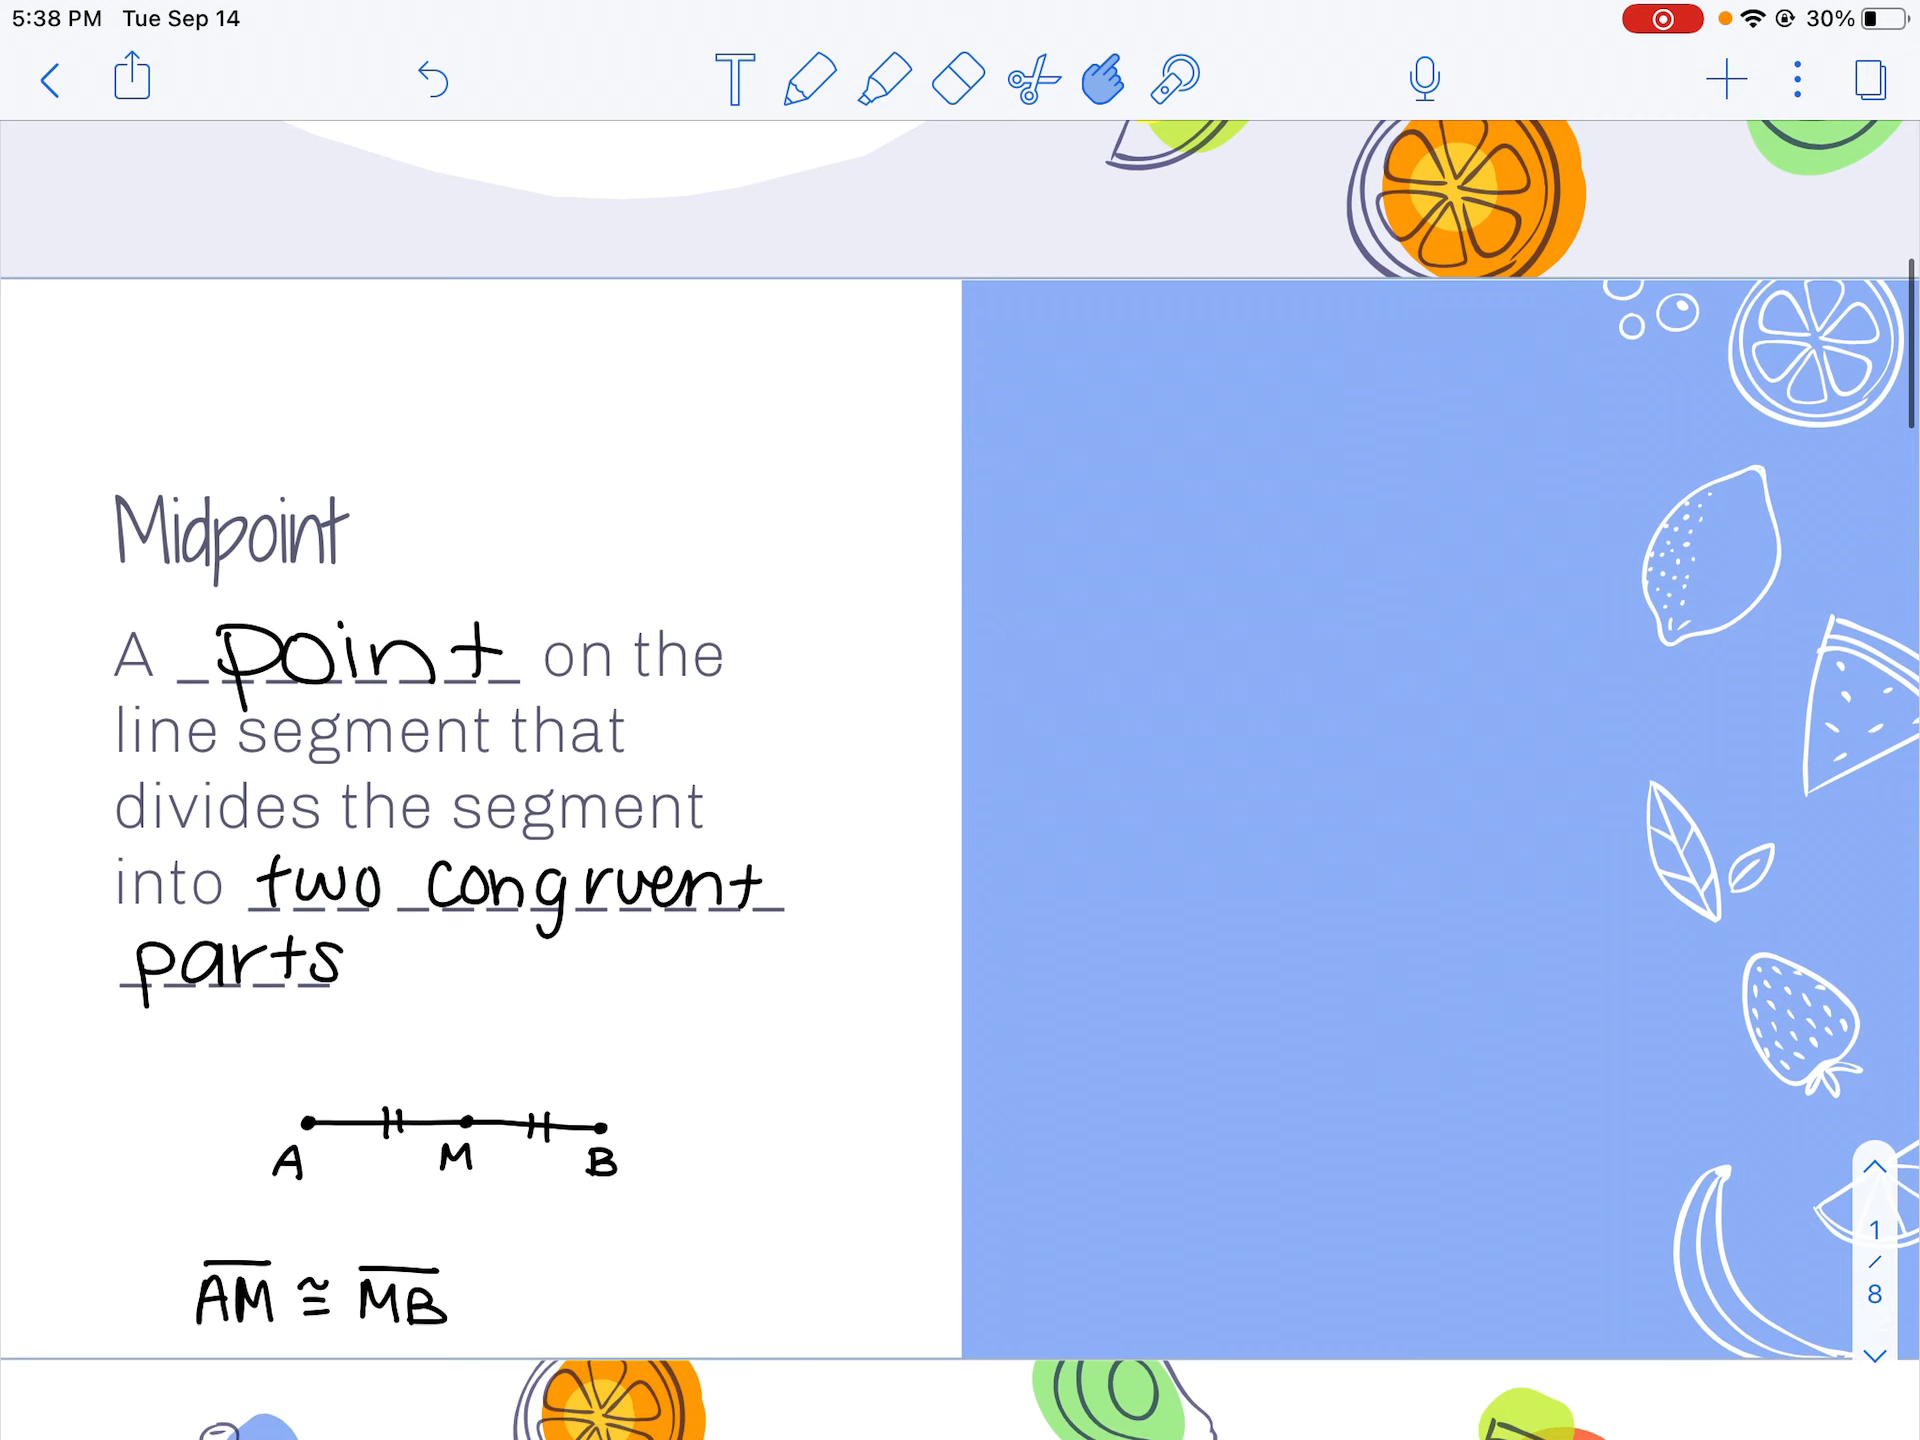 5:38 PM Tue Sep 14
30%
Midpoint
A point on the
line segment that
divides the segment
into two congruent
parts
A M B
AM ≅ MB
1
/
8